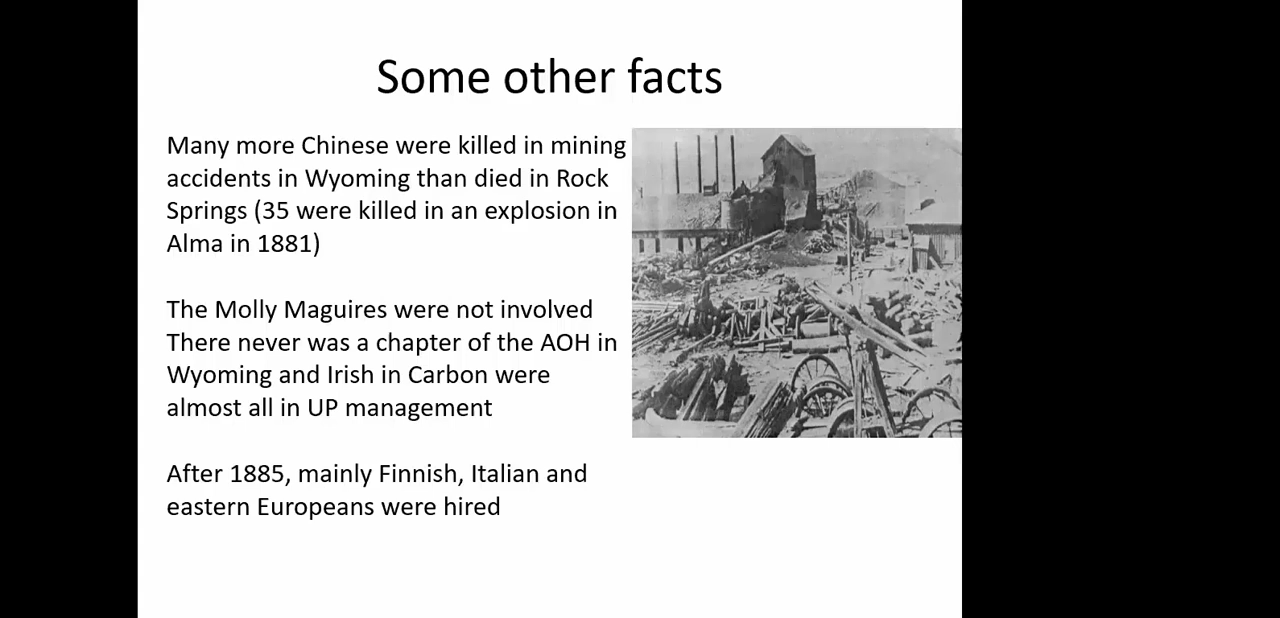 Some other facts
Many more Chinese were killed in mining
accidents in Wyoming than died in Rock
Springs (35 were killed in an explosion in
Alma in 1881)
The Molly Maguires were not involved
There never was a chapter of the AOH in
Wyoming and Irish in Carbon were
almost all in UP management
After 1885, mainly Finnish, Italian and
eastern Europeans were hired